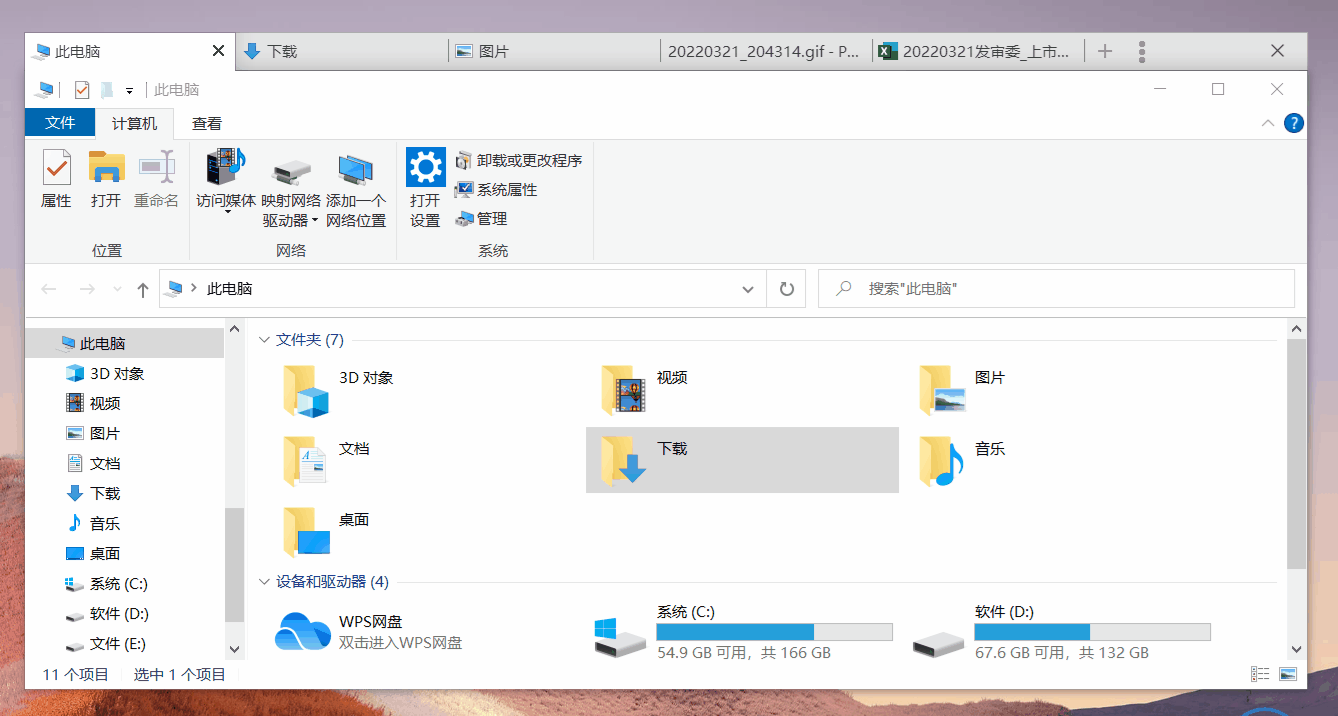 此电脑
下载
图片
20220321_204314.gif - P...
20220321发审委_上市...
此电脑
文件
计算机
查看
属性
打开
重命名
访问媒体
映射网络
驱动器
添加一个
网络位置
打开
设置
卸载或更改程序
系统属性
管理
位置
网络
系统
此电脑
搜索"此电脑"
此电脑
3D 对象
视频
图片
文档
下载
音乐
桌面
系统 (C:)
软件 (D:)
文件 (E:)
文件夹 (7)
3D 对象
视频
图片
文档
下载
音乐
桌面
设备和驱动器 (4)
WPS网盘
双击进入WPS网盘
系统 (C:)
54.9 GB 可用，共 166 GB
软件 (D:)
67.6 GB 可用，共 132 GB
11 个项目
选中 1 个项目